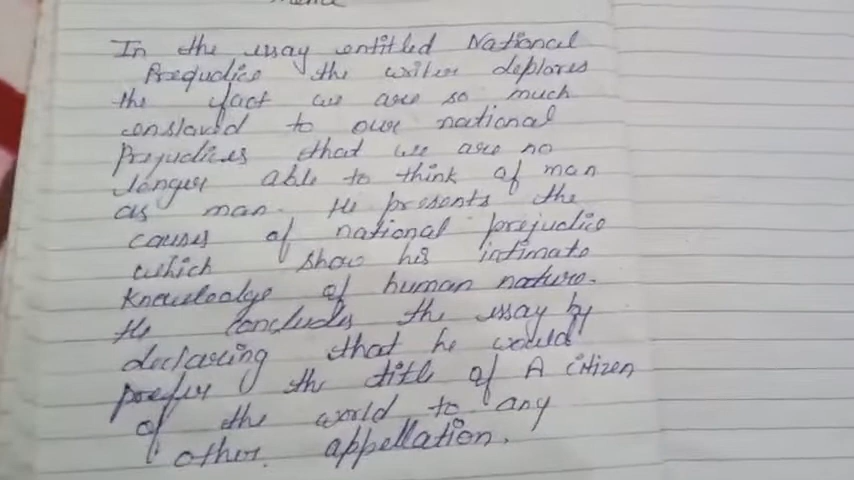 In the essay entitled National
Prequdice the writer deplores
the fact we are so much
enslaved to our national
Prejudices that we are no
longer able to think of man
as man. He presents the
causes of national prejudice
which show his intimate
knowledge of human nature.
He concludes the essay by
declaring that he would
prefer the title of A citizen
of the world to any
other. appellation.